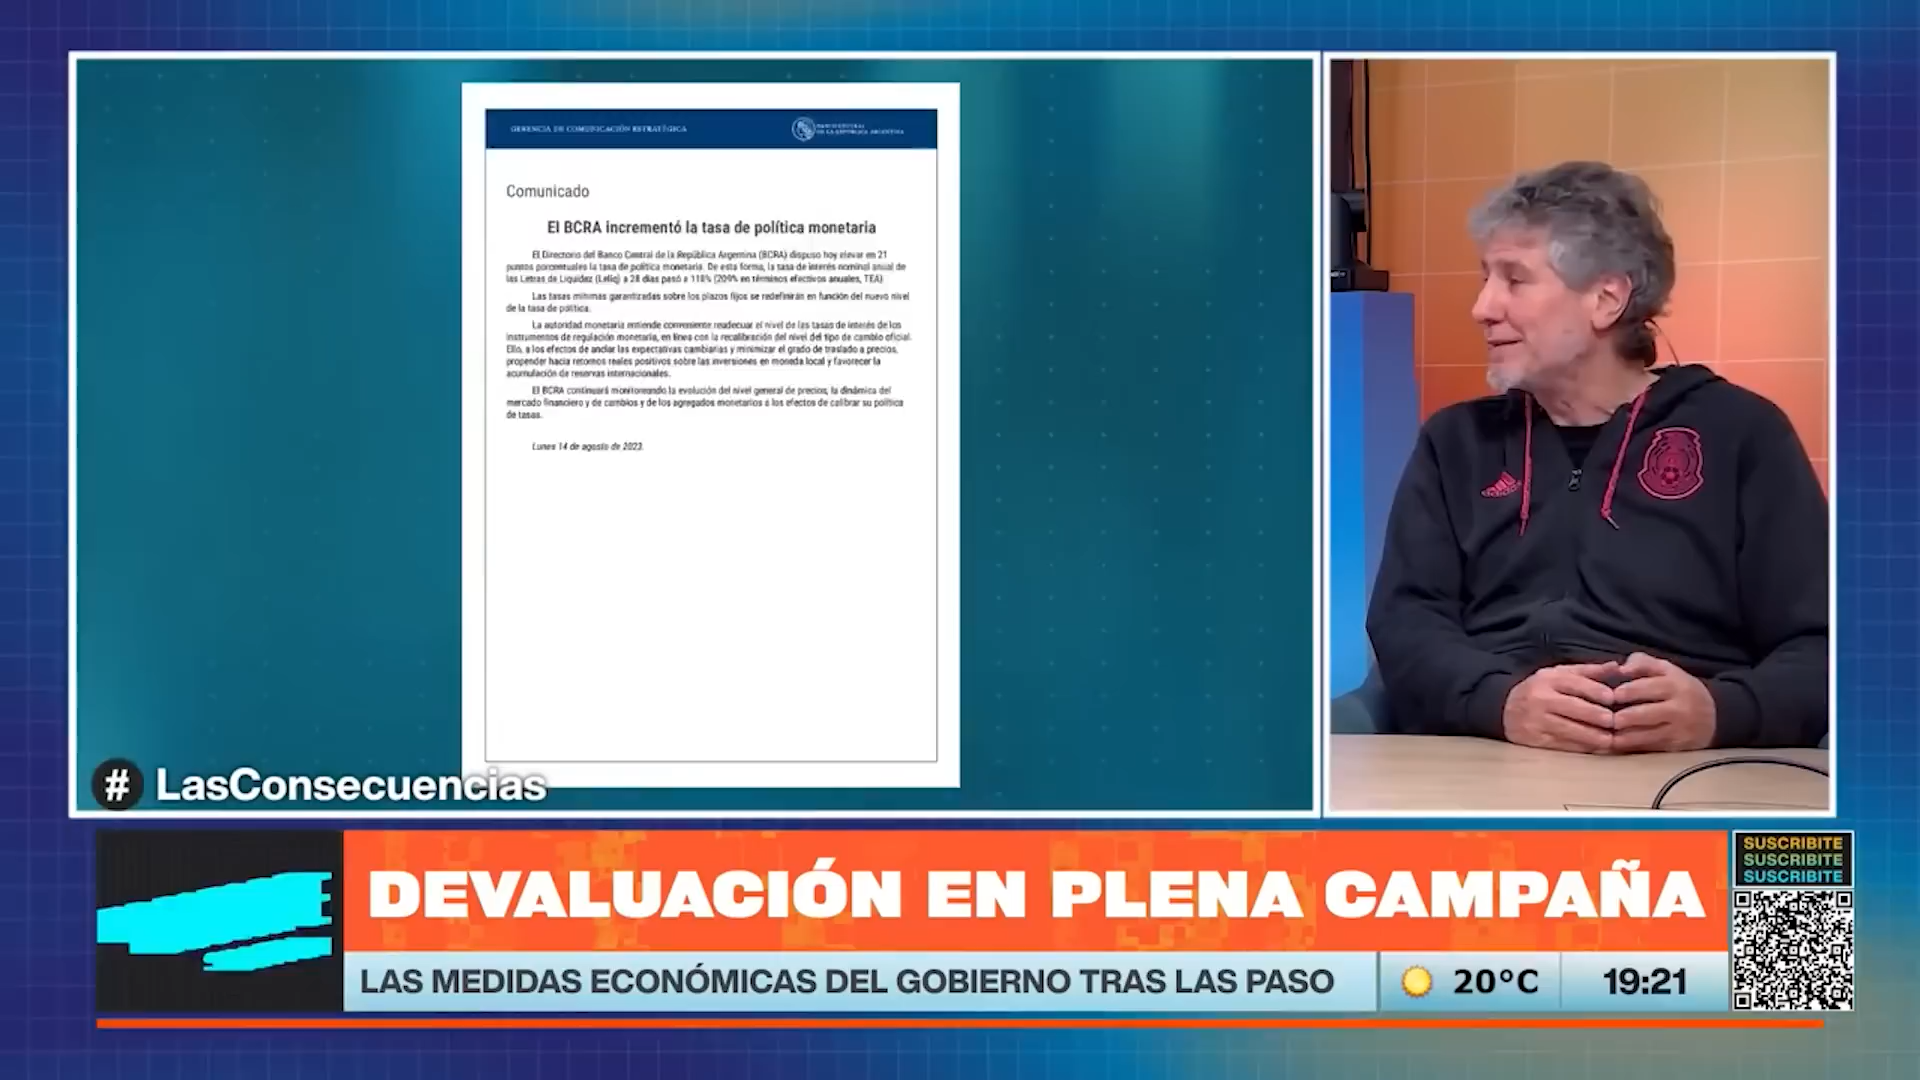 GERENCIA DE COMUNICACIÓN ESTRATÉGICA
BANCO CENTRAL
DE LA REPÚBLICA ARGENTINA
Comunicado
El BCRA incrementó la tasa de política monetaria
El Directorio del Banco Central de la República Argentina (BCRA) dispuso hoy elevar en 21
puntos porcentuales la tasa de política monetaria. De esta forma, la tasa de interés nominal anual de
las Letras de Liquidez (Leliq) a 28 días pasó a 118% (209% en términos efectivos anuales, TEA).
Las tasas mínimas garantizadas sobre los plazos fijos se redefinirán en función del nuevo nivel
de la tasa de política.
La autoridad monetaria entiende conveniente readecuar el nivel de las tasas de interés de los
instrumentos de regulación monetaria, en línea con la recalibración del nivel del tipo de cambio oficial.
Ello, a los efectos de anclar las expectativas cambiarias y minimizar el grado de traslado a precios,
propender hacia retornos reales positivos sobre las inversiones en moneda local y favorecer la
acumulación de reservas internacionales.
El BCRA continuará monitoreando la evolución del nivel general de precios, la dinámica del
mercado financiero y de cambios y de los agregados monetarios a los efectos de calibrar su política
de tasas.
Lunes 14 de agosto de 2023.
# LasConsecuencias
DEVALUACIÓN EN PLENA CAMPAÑA
LAS MEDIDAS ECONÓMICAS DEL GOBIERNO TRAS LAS PASO
20°C
19:21
SUSCRIBITE
SUSCRIBITE
SUSCRIBITE